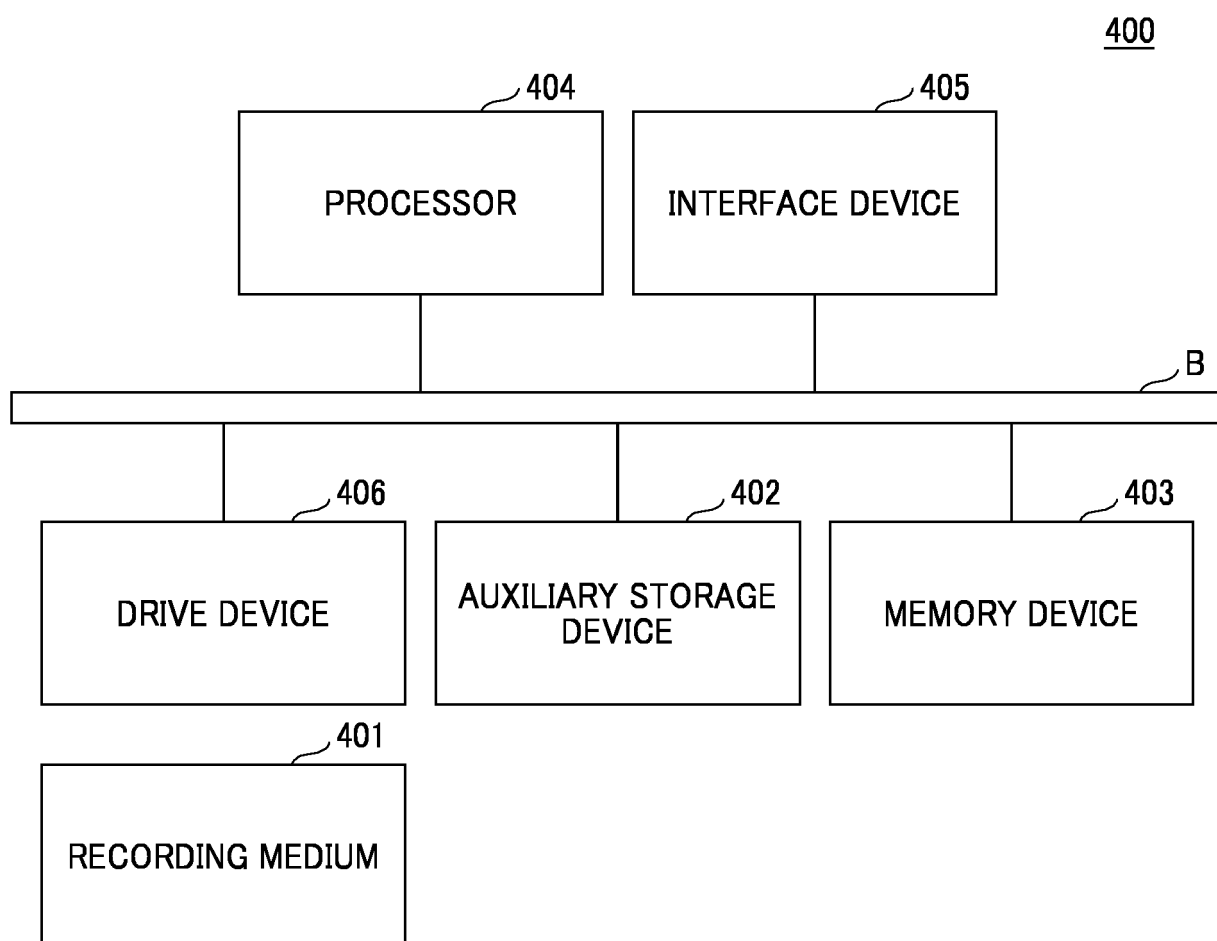 400
404
405
PROCESSOR
INTERFACE DEVICE
B
406
402
403
DRIVE DEVICE
AUXILIARY STORAGE
DEVICE
MEMORY DEVICE
401
RECORDING MEDIUM